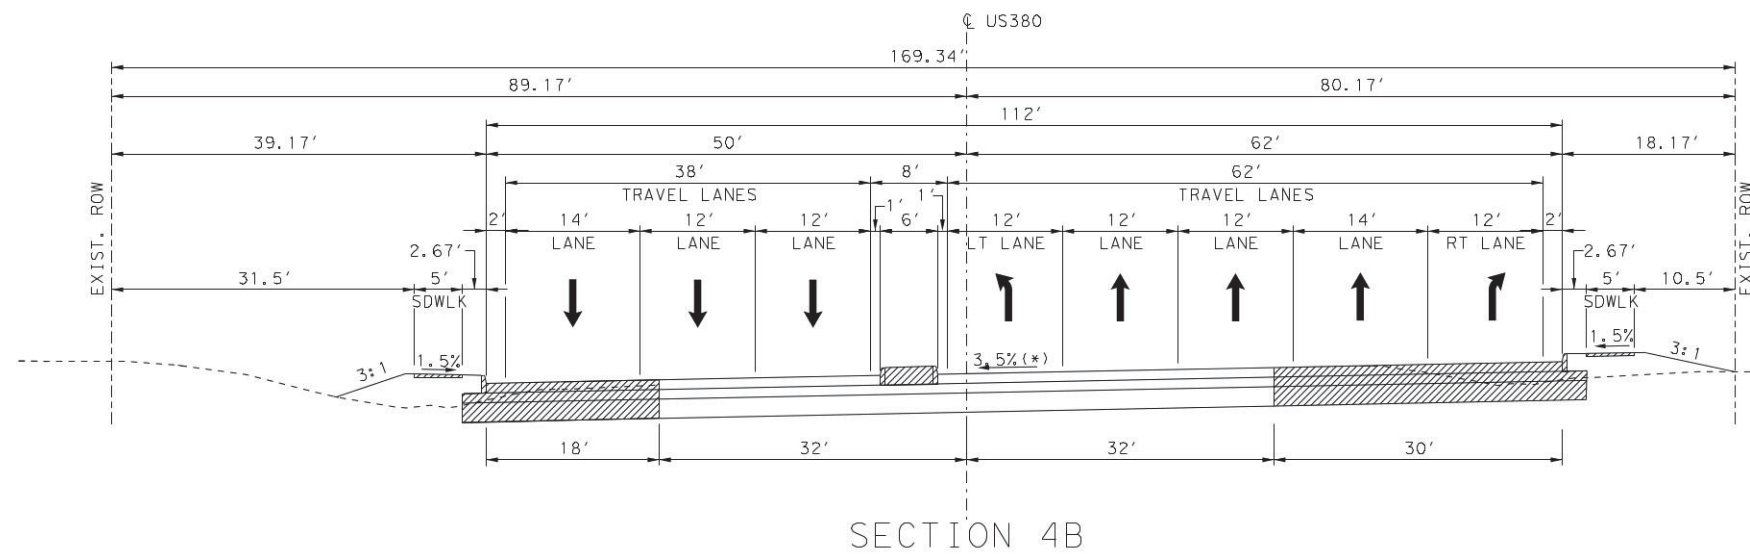 ℄ US380
169.34′
89.17′ 80.17′
112′
39.17′ 50′ 62′ 18.17′
38′ 8′ 62′
TRAVEL LANES 1′ TRAVEL LANES
1′
2′ 14′ 12′ 12′ 6′ 12′ 12′ 12′ 14′ 12′ 2′
LANE LANE LANE LT LANE LANE LANE LANE RT LANE
EXIST. ROW
EXIST. ROW
2.67′ 2.67′
31.5′ 5′ 5′ 10.5′
SDWLK SDWLK
1.5%
3:1
3.5%(*)
1.5%
3:1
18′ 32′ 32′ 30′
SECTION 4B